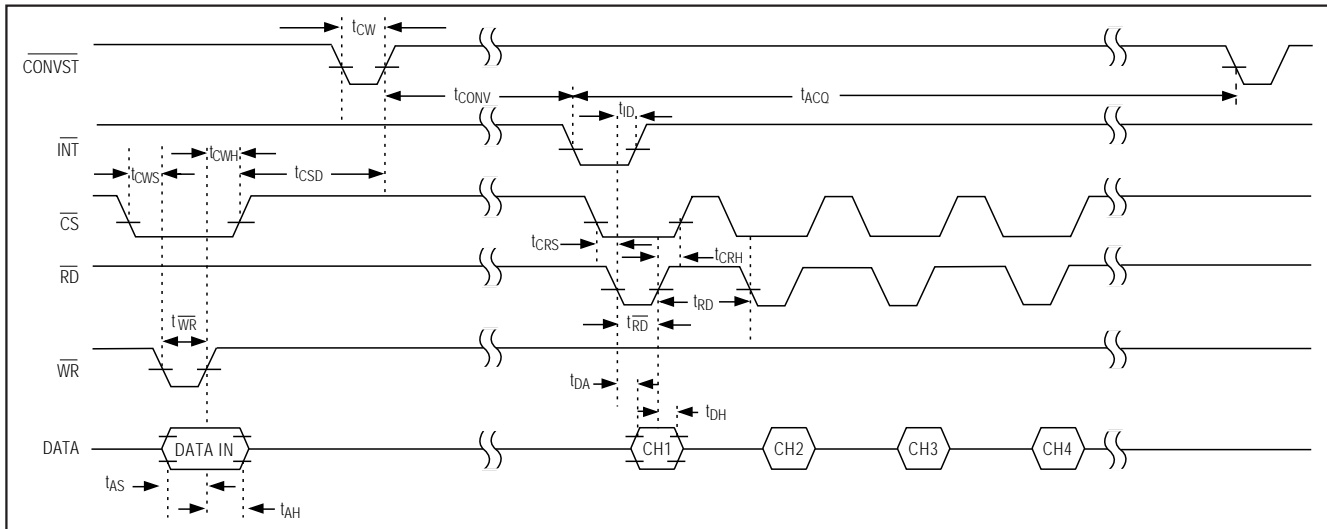 tCW
CONVST
tCONV
tACQ
tID
INT
tCWS
tCWH
tCSD
CS
tCRS
tCRH
RD
tRD
tWR
tRD
WR
tDA
tDH
DATA
DATA IN
CH1
CH2
CH3
CH4
tAS
tAH